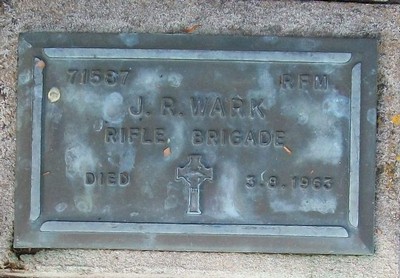 71587 RFM
J. R. WARK
RIFLE BRIGADE
DIED 3.9.1963